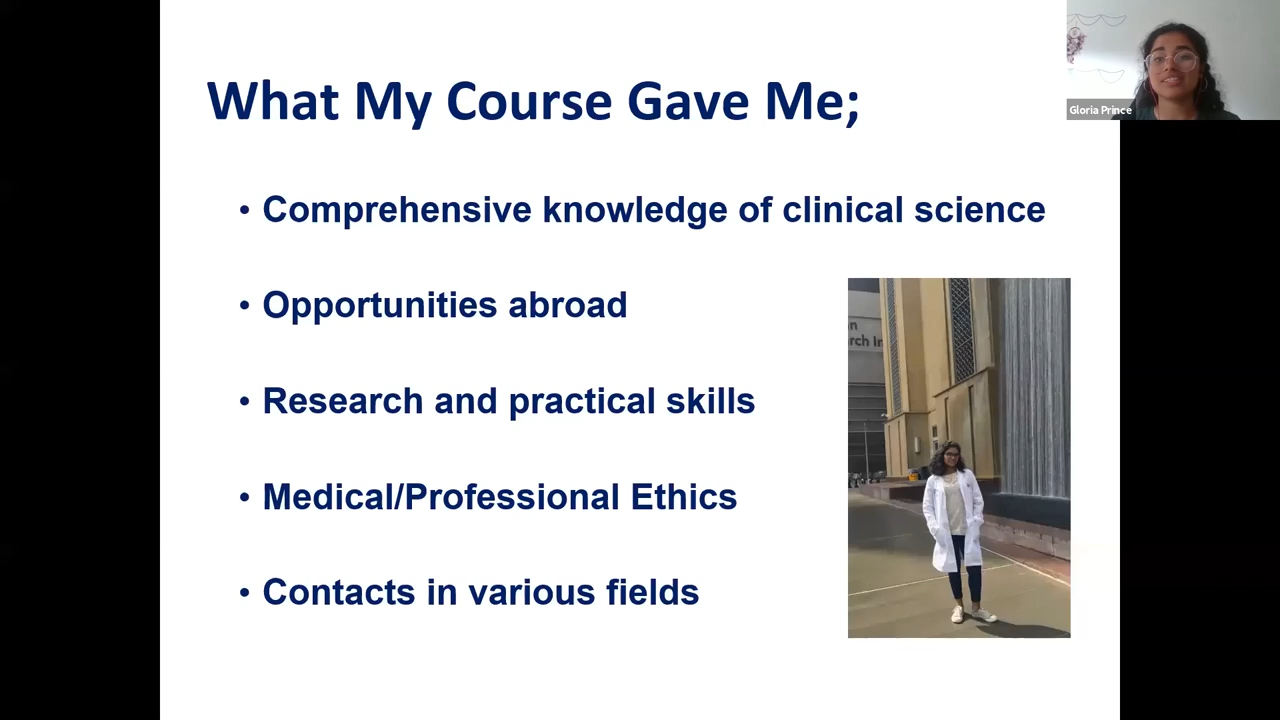 What My Course Gave Me;
Gloria Prince
• Comprehensive knowledge of clinical science
• Opportunities abroad
• Research and practical skills
• Medical/Professional Ethics
• Contacts in various fields